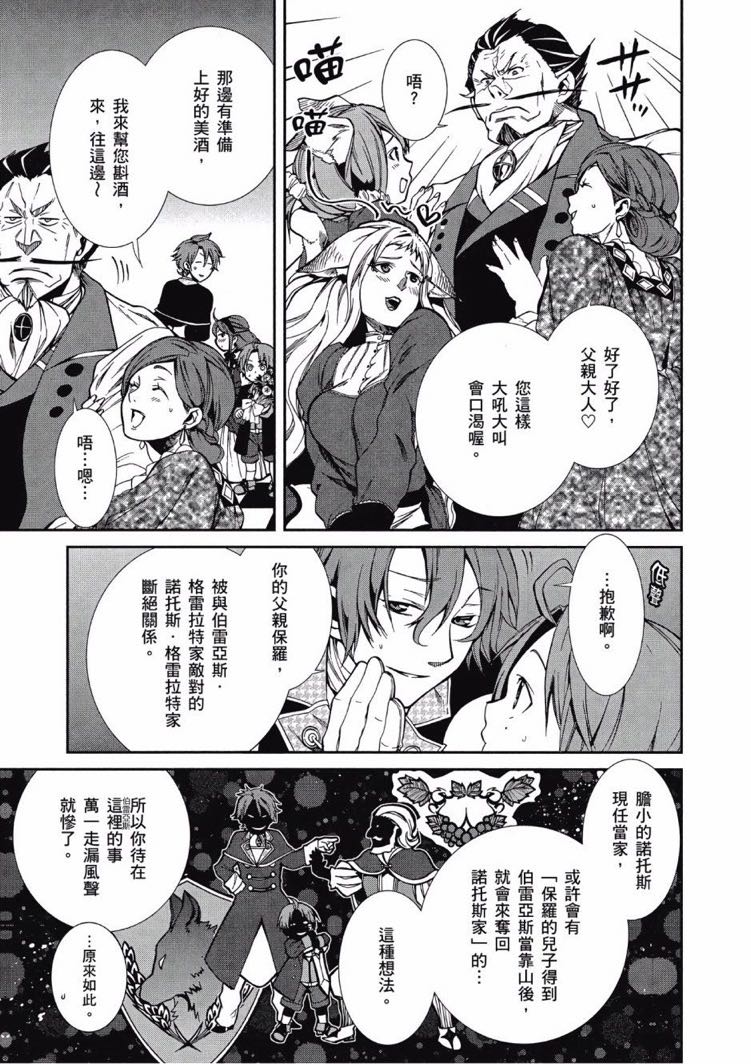 唔？
喵
喵
好了好了，
父親大人♡
您這樣
大吼大叫
會口渴喔。
那邊有準備
上好的美酒，
我來幫您斟酒，
來，往這邊～
唔…嗯…
低聲
…抱歉啊。
你的父親保羅，
被與伯雷亞斯．
格雷拉特家敵對的
諾托斯．格雷拉特家
斷絕關係。
膽小的諾托斯
現任當家，
或許會有
「保羅的兒子得到
伯雷亞斯當靠山後，
就會來奪回
諾托斯家」的…
這種想法。
所以你待在
這裡的事
萬一走漏風聲
就慘了。
…原來如此。